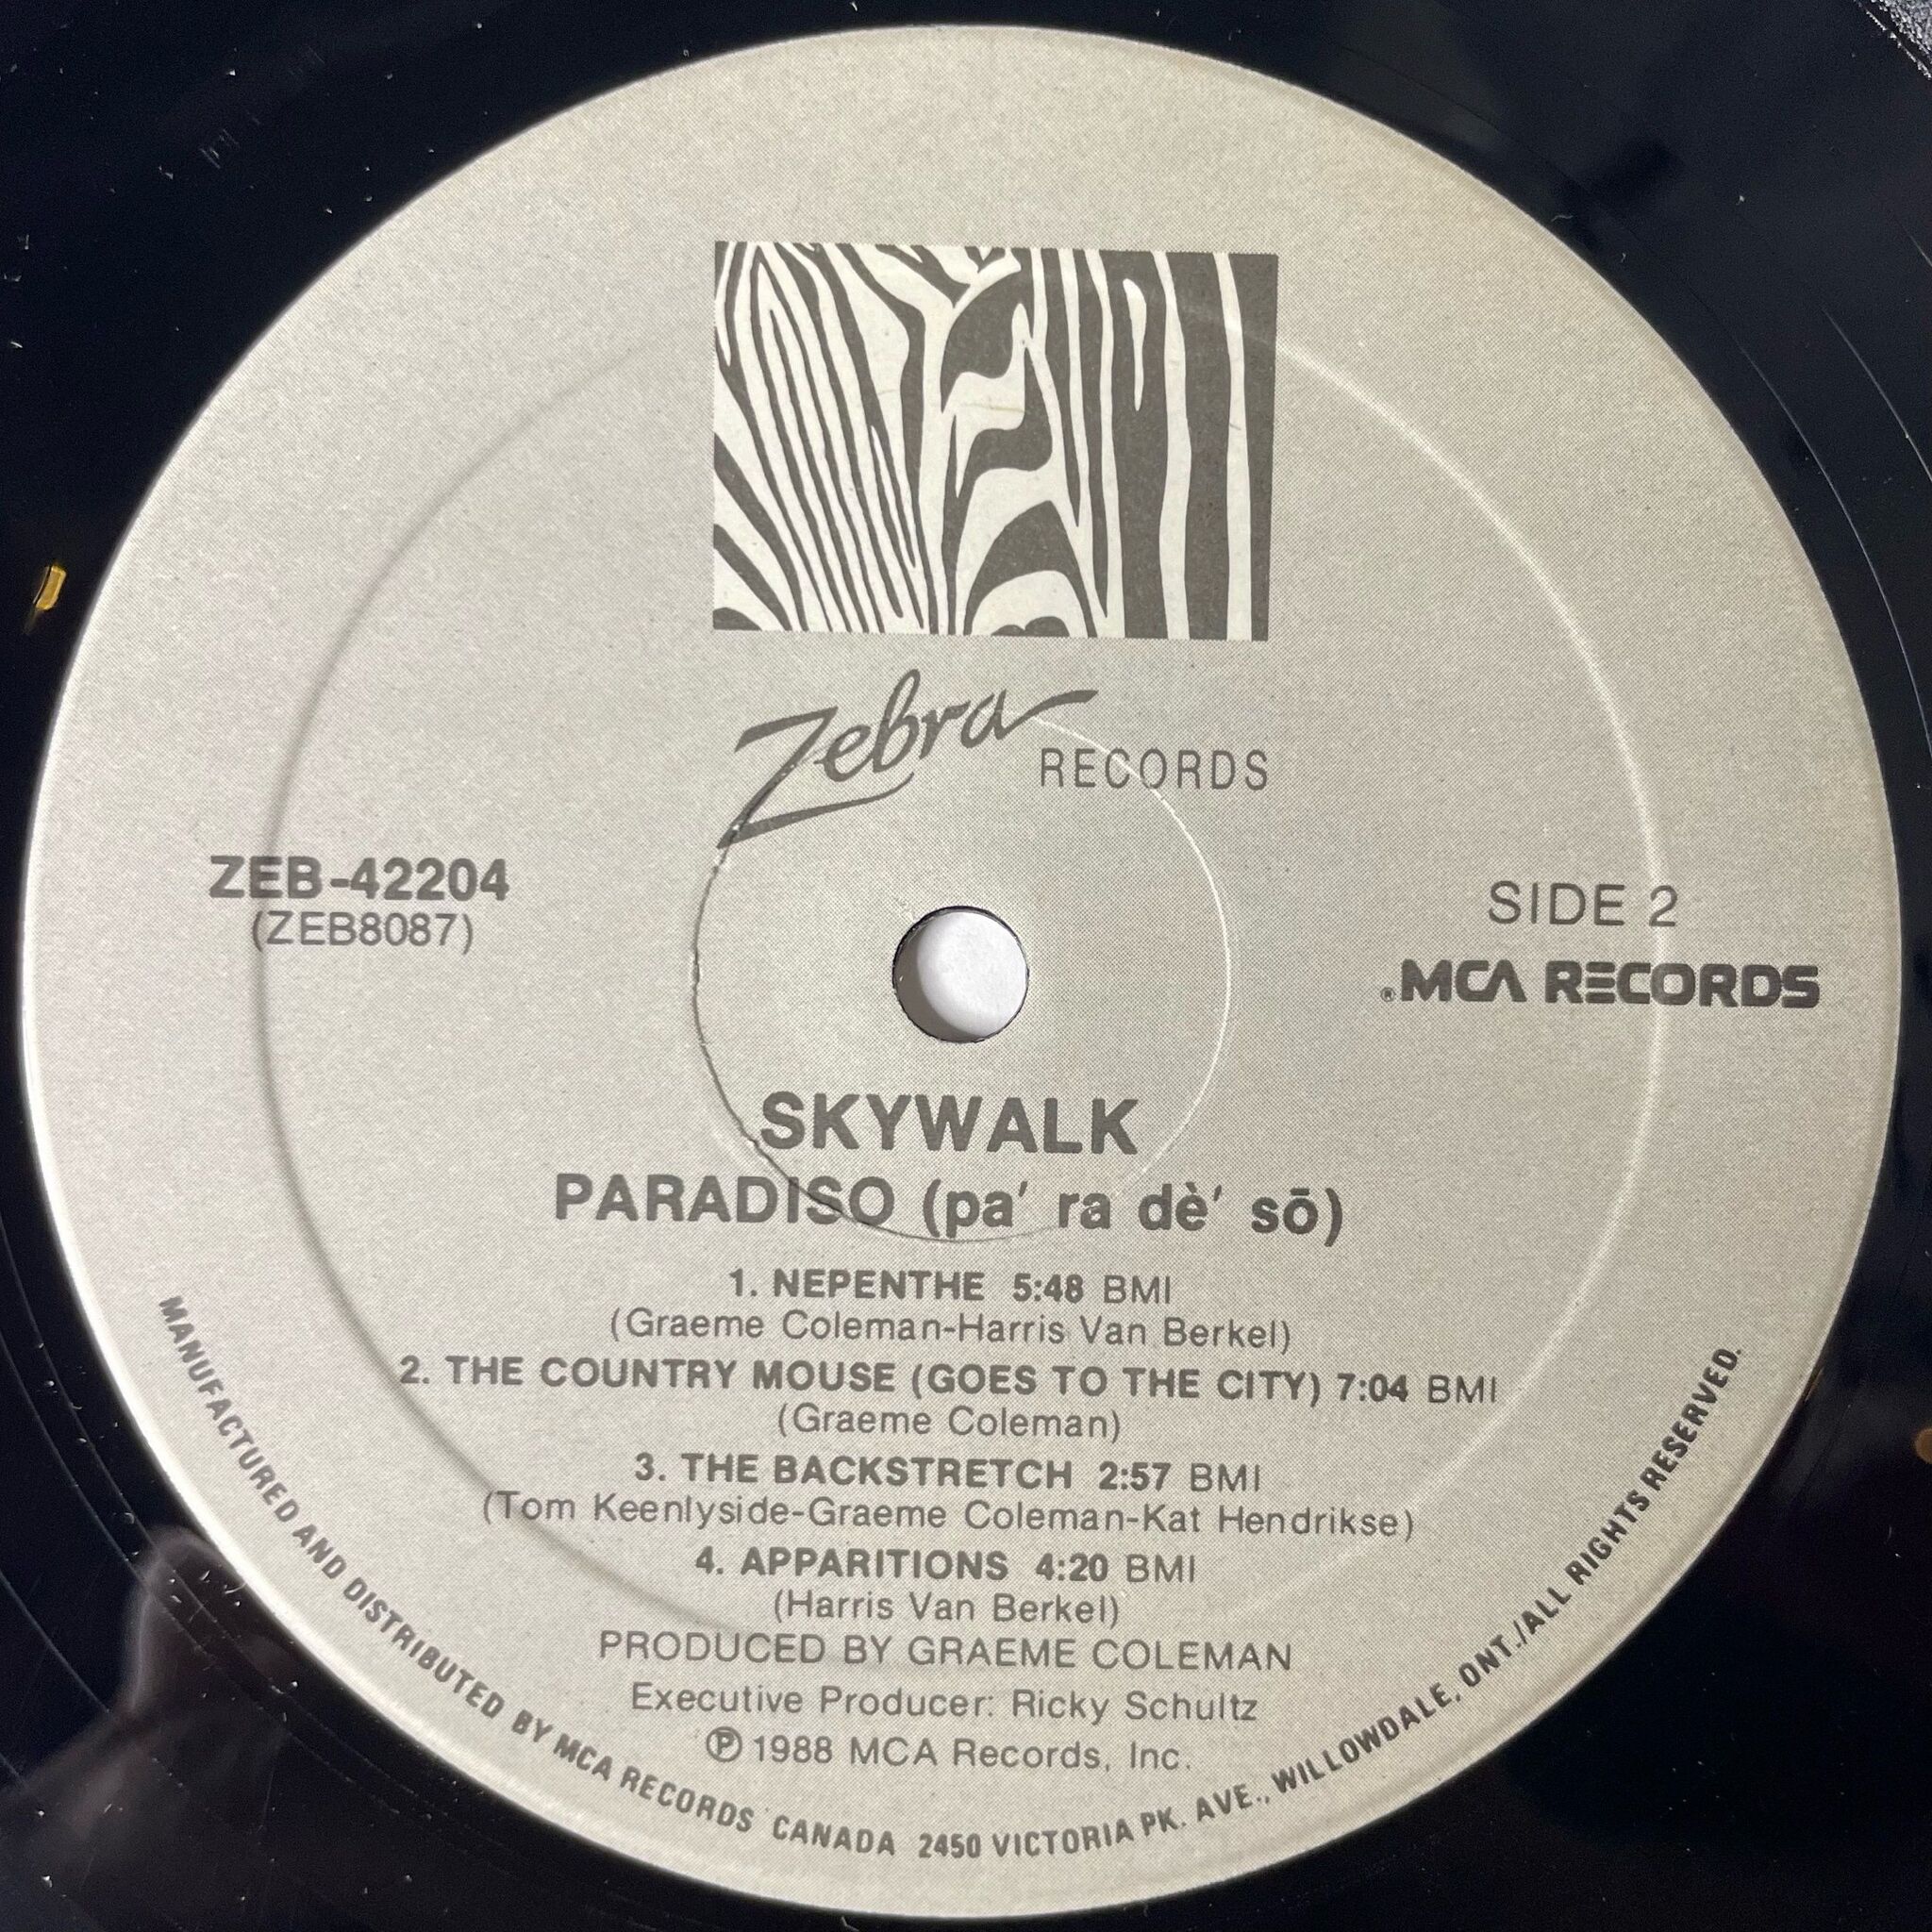 Zebra RECORDS
ZEB-42204
(ZEB8087)
SIDE 2
®MCA RECORDS
SKYWALK
PARADISO (pa′ ra dè′ sō)
1. NEPENTHE 5:48 BMI
(Graeme Coleman-Harris Van Berkel)
2. THE COUNTRY MOUSE (GOES TO THE CITY) 7:04 BMI
(Graeme Coleman)
3. THE BACKSTRETCH 2:57 BMI
(Tom Keenlyside-Graeme Coleman-Kat Hendrikse)
4. APPARITIONS 4:20 BMI
(Harris Van Berkel)
PRODUCED BY GRAEME COLEMAN
Executive Producer: Ricky Schultz
℗ 1988 MCA Records, Inc.
MANUFACTURED AND DISTRIBUTED BY MCA RECORDS CANADA 2450 VICTORIA PK. AVE., WILLOWDALE, ONT./ALL RIGHTS RESERVED.